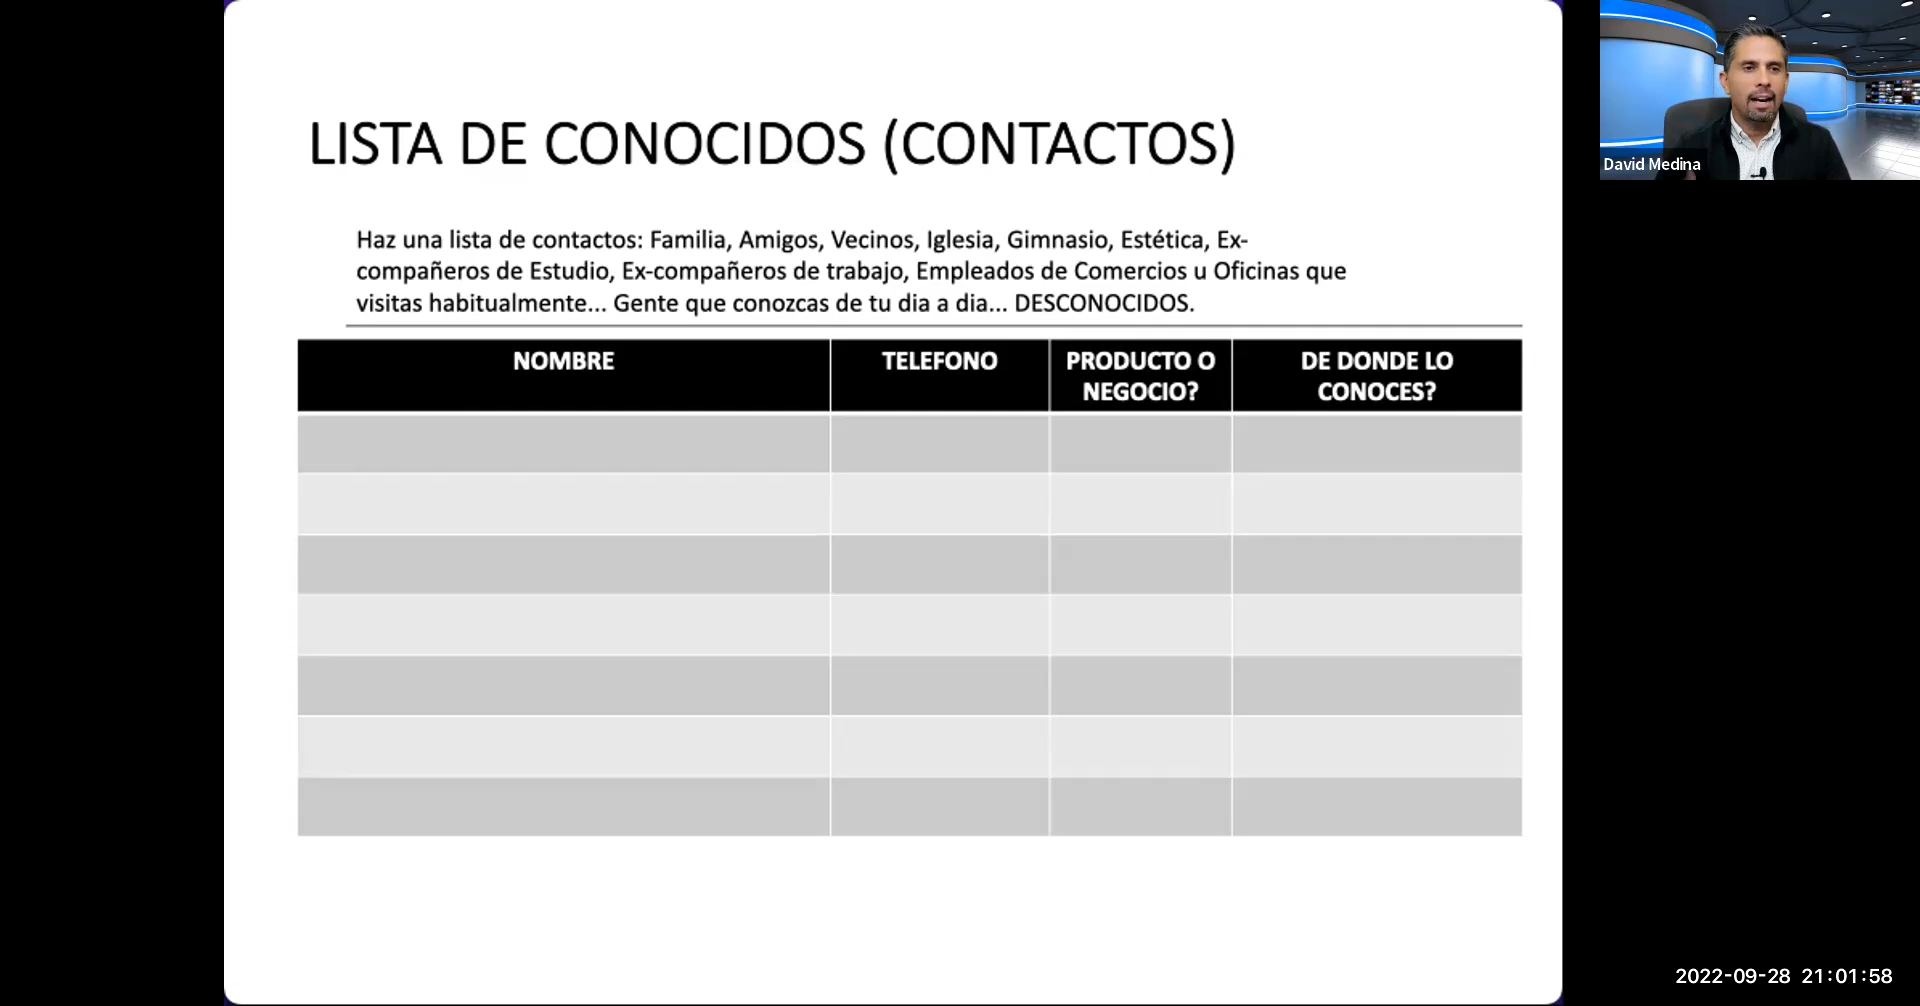 LISTA DE CONOCIDOS (CONTACTOS)
Haz una lista de contactos: Familia, Amigos, Vecinos, Iglesia, Gimnasio, Estética, Ex-
compañeros de Estudio, Ex-compañeros de trabajo, Empleados de Comercios u Oficinas que
visitas habitualmente... Gente que conozcas de tu dia a dia... DESCONOCIDOS.
NOMBRE
TELEFONO
PRODUCTO O
NEGOCIO?
DE DONDE LO
CONOCES?
David Medina
2022-09-28 21:01:58